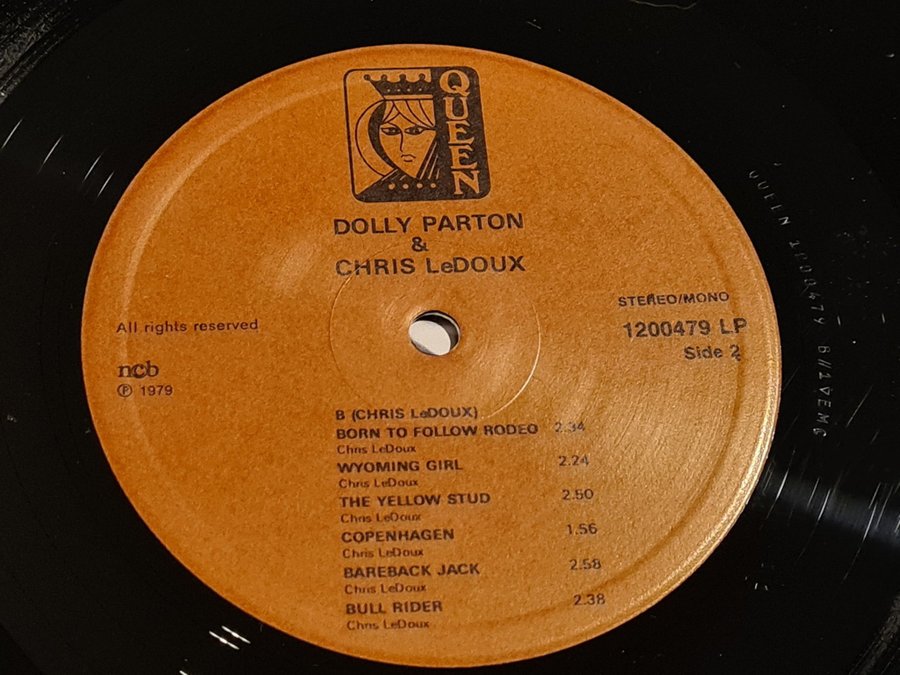 QUEEN
DOLLY PARTON
&
CHRIS LeDOUX
STEREO/MONO
1200479 LP
Side 2
All rights reserved
ncb
℗ 1979
B (CHRIS LeDOUX)
BORN TO FOLLOW RODEO 2.34
Chris LeDoux
WYOMING GIRL 2.24
Chris LeDoux
THE YELLOW STUD 2.50
Chris LeDoux
COPENHAGEN 1.56
Chris LeDoux
BAREBACK JACK 2.58
Chris LeDoux
BULL RIDER 2.38
Chris LeDoux